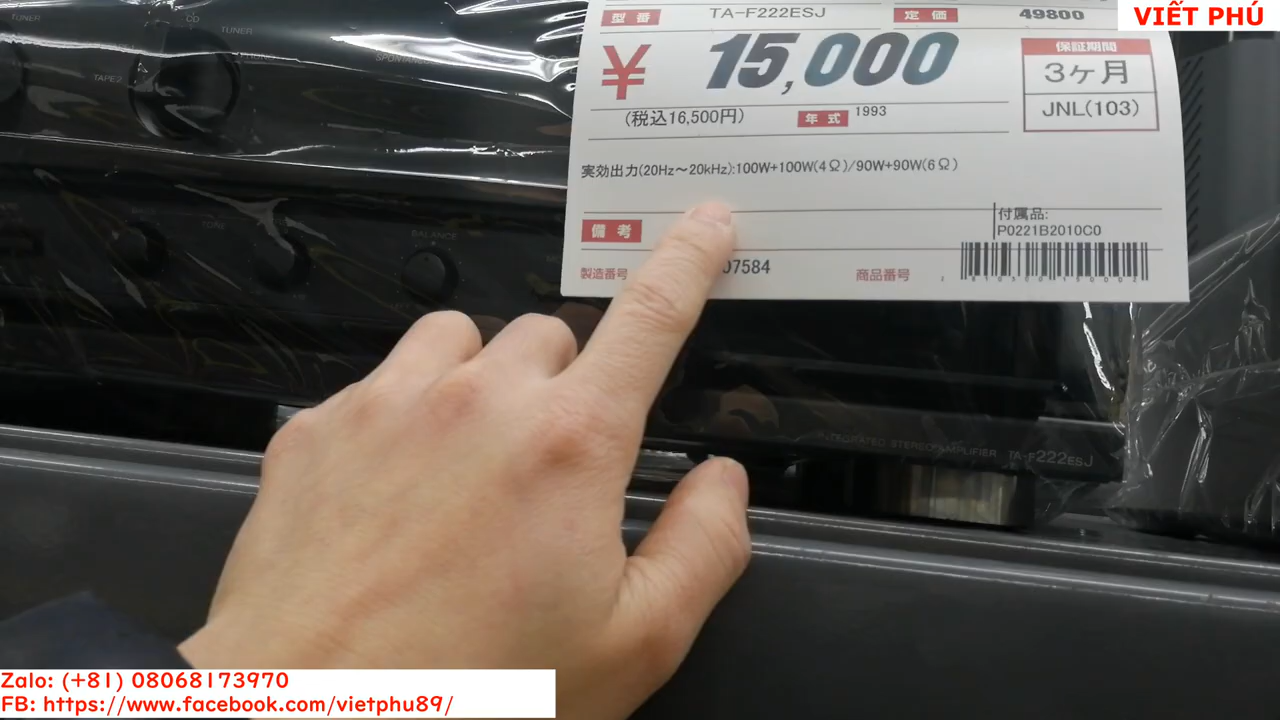 VIẾT PHÚ
型番 TA-F222ESJ 定価 49800
¥ 15,000
保証期間
3ヶ月
JNL(103)
(税込16,500円) 年式 1993
実効出力(20Hz～20kHz):100W+100W(4Ω)/90W+90W(6Ω)
付属品:
備考 P0221B2010C0
製造番号 07584 商品番号
TUNER
CD
TUNER
TAPE2
TONE
BALANCE
INTEGRATED STEREO AMPLIFIER TA-F222ESJ
Zalo: (+81) 08068173970
FB: https://www.facebook.com/vietphu89/